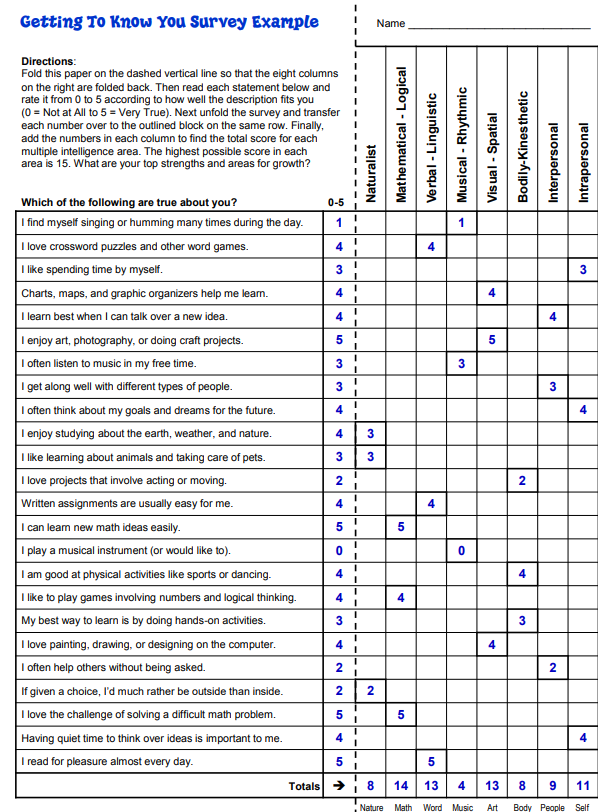 Getting To Know You Survey Example
Name
Directions:
Fold this paper on the dashed vertical line so that the eight columns
on the right are folded back. Then read each statement below and
rate it from 0 to 5 according to how well the description fits you
(0 = Not at All to 5 = Very True). Next unfold the survey and transfer
each number over to the outlined block on the same row. Finally,
add the numbers in each column to find the total score for each
multiple intelligence area. The highest possible score in each
area is 15. What are your top strengths and areas for growth?
Which of the following are true about you? 0-5
Naturalist
Mathematical - Logical
Verbal - Linguistic
Musical - Rhythmic
Visual - Spatial
Bodily-Kinesthetic
Interpersonal
Intrapersonal
I find myself singing or humming many times during the day. 1 1
I love crossword puzzles and other word games. 4 4
I like spending time by myself. 3 3
Charts, maps, and graphic organizers help me learn. 4 4
I learn best when I can talk over a new idea. 4 4
I enjoy art, photography, or doing craft projects. 5 5
I often listen to music in my free time. 3 3
I get along well with different types of people. 3 3
I often think about my goals and dreams for the future. 4 4
I enjoy studying about the earth, weather, and nature. 4 3
I like learning about animals and taking care of pets. 3 3
I love projects that involve acting or moving. 2 2
Written assignments are usually easy for me. 4 4
I can learn new math ideas easily. 5 5
I play a musical instrument (or would like to). 0 0
I am good at physical activities like sports or dancing. 4 4
I like to play games involving numbers and logical thinking. 4 4
My best way to learn is by doing hands-on activities. 3 3
I love painting, drawing, or designing on the computer. 4 4
I often help others without being asked. 2 2
If given a choice, I'd much rather be outside than inside. 2 2
I love the challenge of solving a difficult math problem. 5 5
Having quiet time to think over ideas is important to me. 4 4
I read for pleasure almost every day. 5 5
Totals → 8 14 13 4 13 8 9 11
Nature Math Word Music Art Body People Self